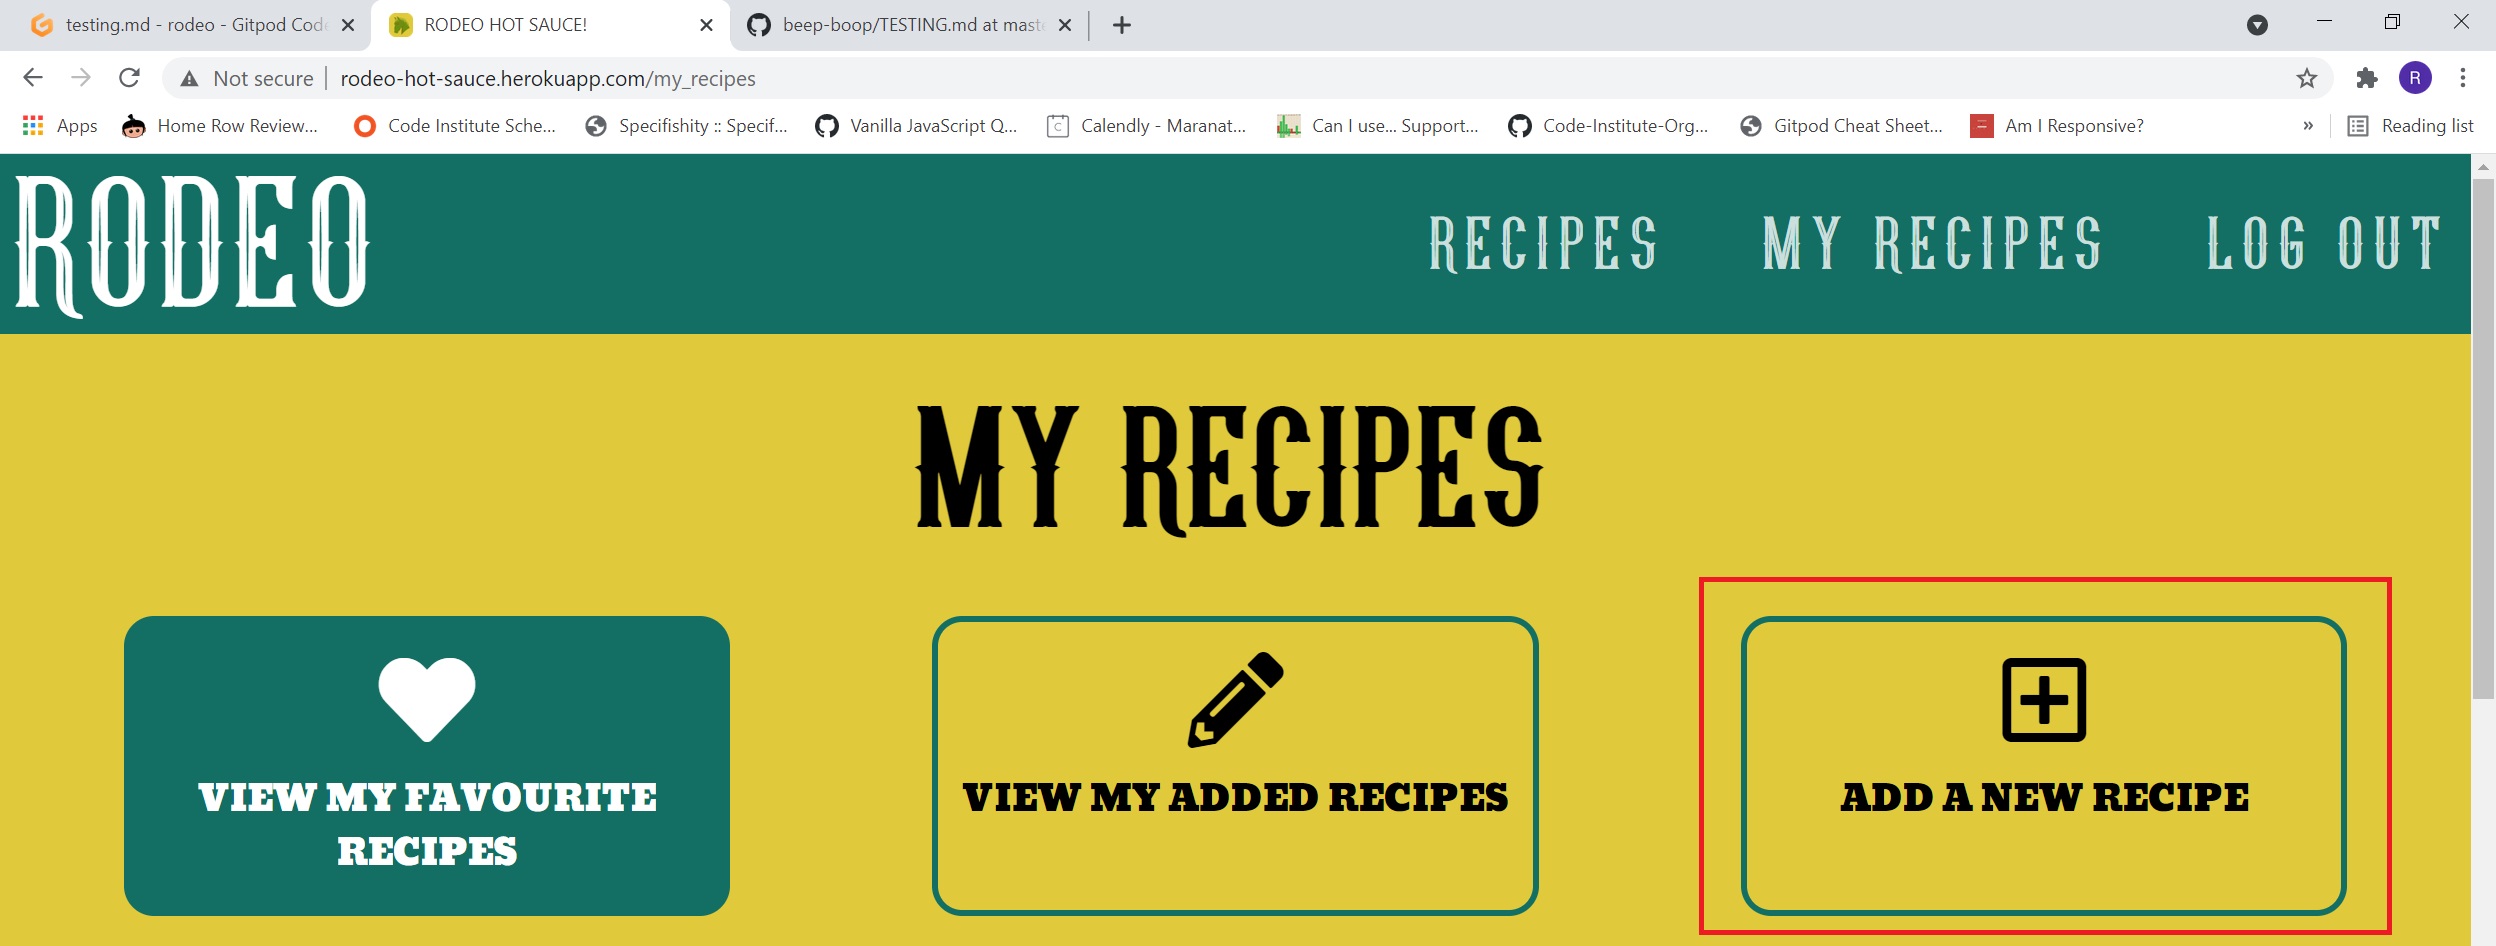 testing.md - rodeo - Gitpod Code
RODEO HOT SAUCE!
beep-boop/TESTING.md at maste
Not secure
rodeo-hot-sauce.herokuapp.com/my_recipes
R
Apps
Home Row Review...
Code Institute Sche...
Specifishity :: Specif...
Vanilla JavaScript Q...
C
Calendly - Maranat...
Can I use... Support...
Code-Institute-Org...
Gitpod Cheat Sheet...
Am I Responsive?
»
Reading list
RODEO
RECIPES
MY RECIPES
LOG OUT
MY RECIPES
VIEW MY FAVOURITE
RECIPES
VIEW MY ADDED RECIPES
ADD A NEW RECIPE